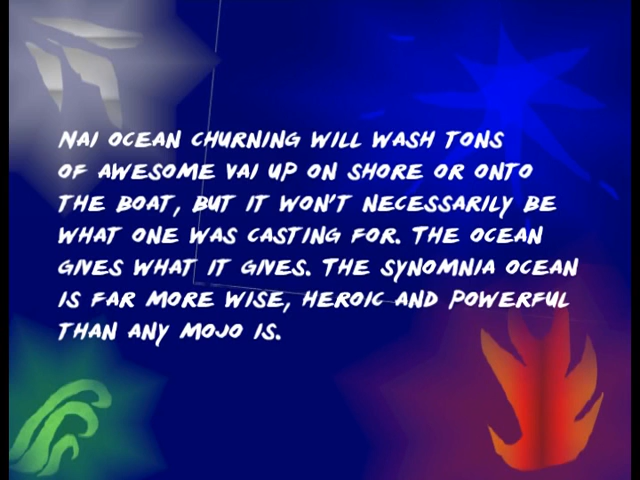 NAI OCEAN CHURNING WILL WASH TONS
OF AWESOME VAI UP ON SHORE OR ONTO
THE BOAT, BUT IT WON'T NECESSARILY BE
WHAT ONE WAS CASTING FOR. THE OCEAN
GIVES WHAT IT GIVES. THE SYNOMNIA OCEAN
IS FAR MORE WISE, HEROIC AND POWERFUL
THAN ANY MOJO IS.